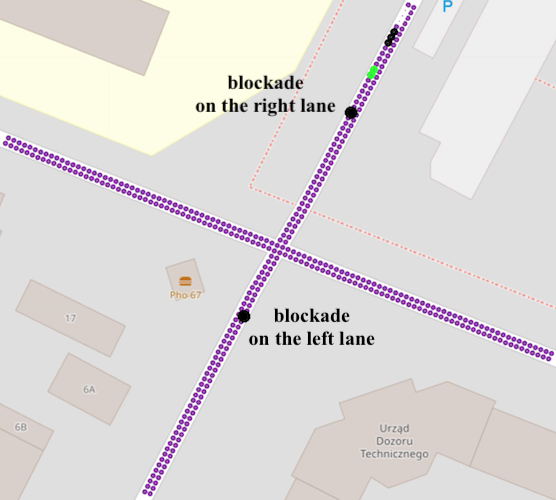 P
blockade
on the right lane
Pho 67
17
blockade
on the left lane
6A
6B
Urząd
Dozoru
Technicznego